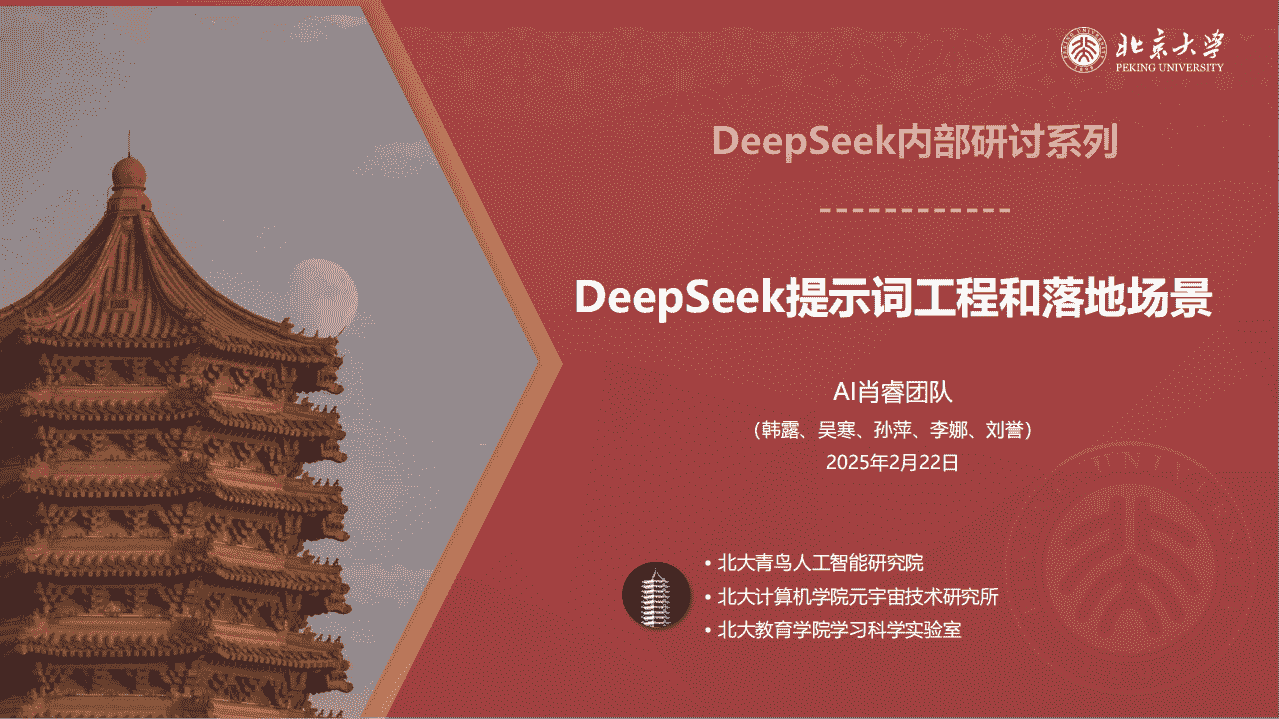 北京大学
PEKING UNIVERSITY
DeepSeek内部研讨系列
DeepSeek提示词工程和落地场景
AI肖睿团队
（韩露、吴寒、孙萍、李娜、刘誉）
2025年2月22日
• 北大青鸟人工智能研究院
• 北大计算机学院元宇宙技术研究所
• 北大教育学院学习科学实验室